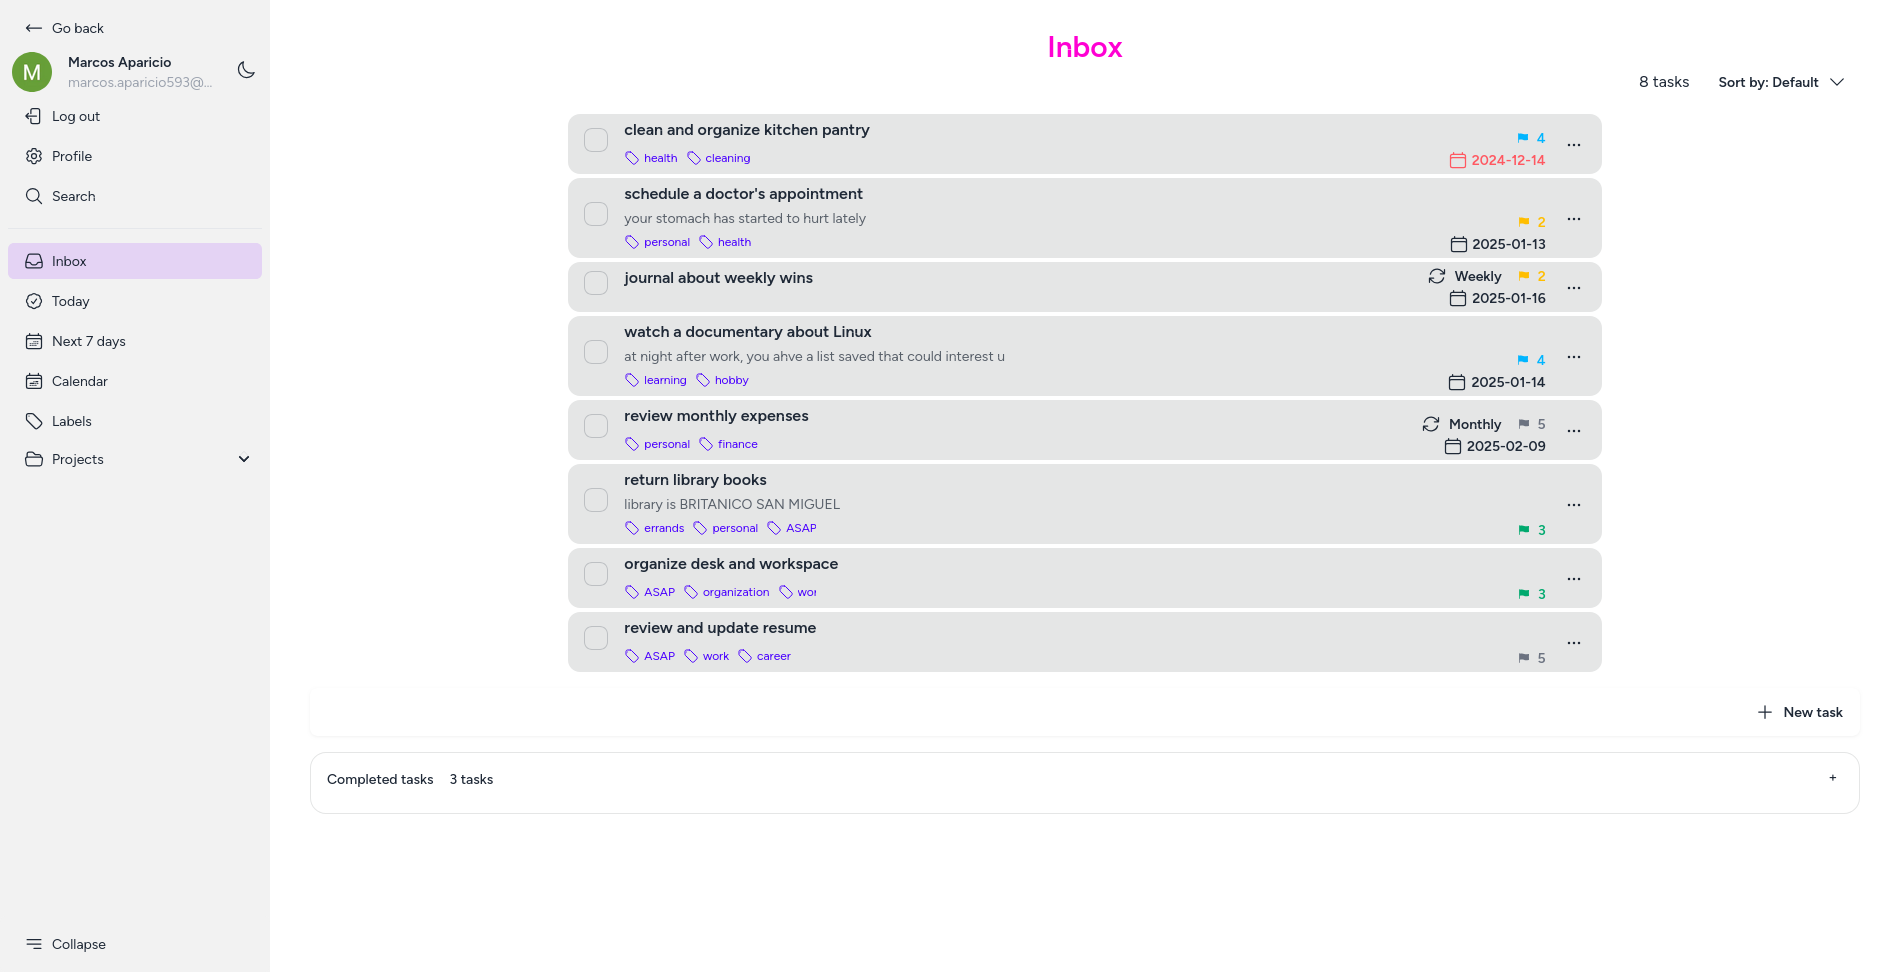 Go back
M
Marcos Aparicio
marcos.aparicio593@...
Log out
Profile
Search
Inbox
Today
Next 7 days
Calendar
Labels
Projects
Collapse
Inbox
8 tasks Sort by: Default
clean and organize kitchen pantry
health cleaning
4
2024-12-14
schedule a doctor's appointment
your stomach has started to hurt lately
personal health
2
2025-01-13
journal about weekly wins
Weekly 2
2025-01-16
watch a documentary about Linux
at night after work, you ahve a list saved that could interest u
learning hobby
4
2025-01-14
review monthly expenses
personal finance
Monthly 5
2025-02-09
return library books
library is BRITANICO SAN MIGUEL
errands personal ASAP
3
organize desk and workspace
ASAP organization wor
3
review and update resume
ASAP work career
5
New task
Completed tasks 3 tasks +